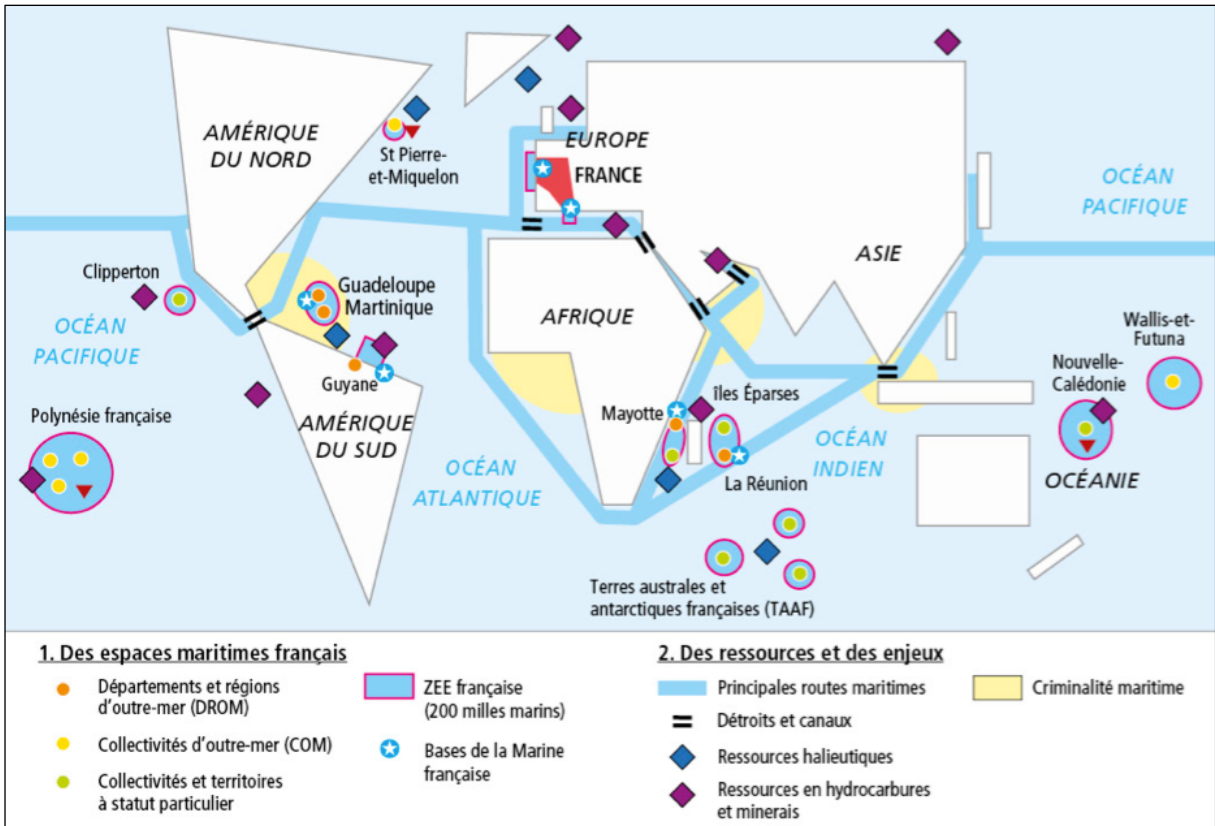 AMÉRIQUE
DU NORD
St Pierre-
et-Miquelon
EUROPE
FRANCE
OCÉAN
PACIFIQUE
ASIE
Clipperton
Guadeloupe
Martinique
AFRIQUE
OCÉAN
PACIFIQUE
Wallis-et-
Futuna
Nouvelle-
Calédonie
Guyane
Mayotte
îles Éparses
Polynésie française
AMÉRIQUE
DU SUD
OCÉAN
ATLANTIQUE
OCÉAN
INDIEN
OCÉANIE
La Réunion
Terres australes et
antarctiques françaises (TAAF)
1. Des espaces maritimes français
Départements et régions
d'outre-mer (DROM)
Collectivités d'outre-mer (COM)
Collectivités et territoires
à statut particulier
ZEE française
(200 milles marins)
Bases de la Marine
française
2. Des ressources et des enjeux
Principales routes maritimes
Détroits et canaux
Ressources halieutiques
Ressources en hydrocarbures
et minerais
Criminalité maritime